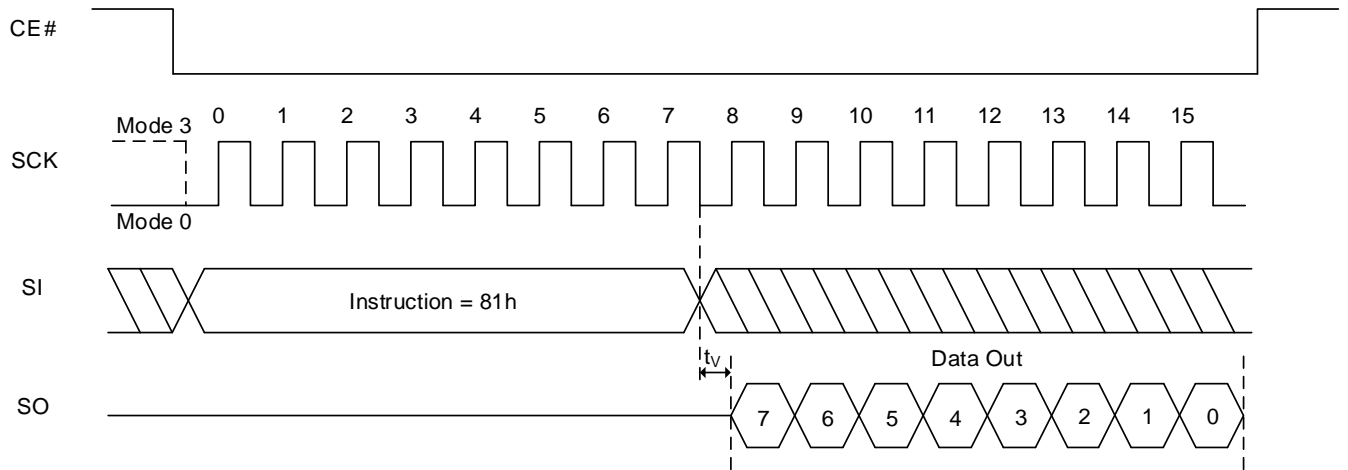 CE#
Mode 3
0 1 2 3 4 5 6 7 8 9 10 11 12 13 14 15
SCK
Mode 0
SI
Instruction = 81h
tV
Data Out
SO
7 6 5 4 3 2 1 0